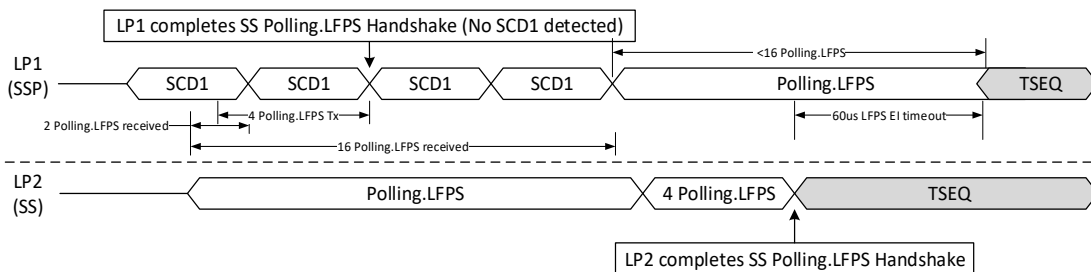 LP1 completes SS Polling.LFPS Handshake (No SCD1 detected)
<16 Polling.LFPS
LP1
(SSP)
SCD1
SCD1
SCD1
SCD1
Polling.LFPS
TSEQ
2 Polling.LFPS received
4 Polling.LFPS Tx
60us LFPS EI timeout
16 Polling.LFPS received
LP2
(SS)
Polling.LFPS
4 Polling.LFPS
TSEQ
LP2 completes SS Polling.LFPS Handshake